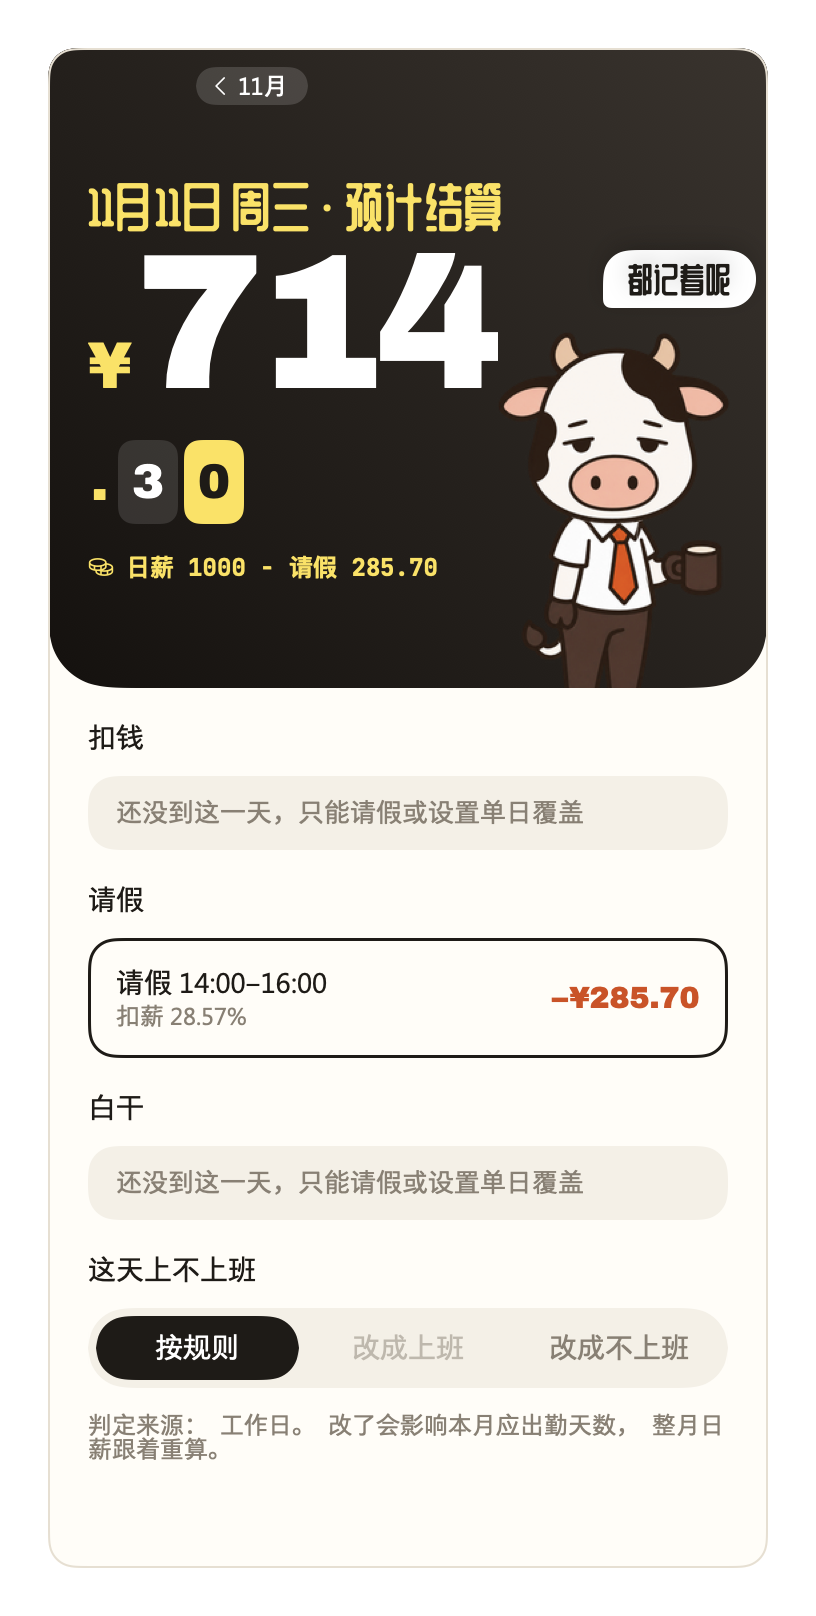 11月
11月11日 周三 · 预计结算
都记着呢
¥714
.30
日薪 1000 - 请假 285.70
扣钱
还没到这一天，只能请假或设置单日覆盖
请假
请假 14:00–16:00
扣薪 28.57%
–¥285.70
白干
还没到这一天，只能请假或设置单日覆盖
这天上不上班
按规则
改成上班
改成不上班
判定来源： 工作日。 改了会影响本月应出勤天数， 整月日
薪跟着重算。